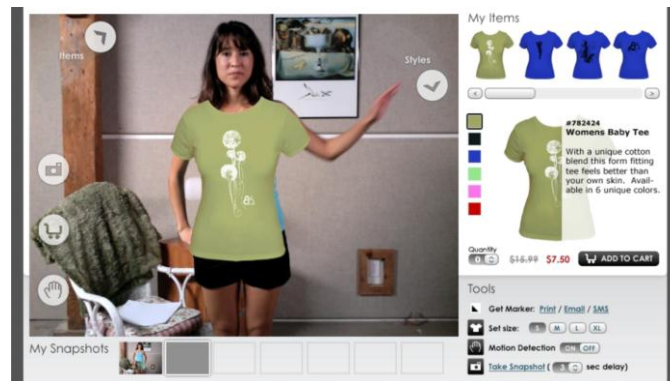 Items
Styles
My Snapshots
My Items
#782424
Womens Baby Tee
With a unique cotton
blend this form fitting
tee feels better than
your own skin. Avail-
able in 6 unique colors.
Quantity
0 $15.99 $7.50 ADD TO CART
Tools
Get Marker: Print / Email / SMS
Set size: S M L XL
Motion Detection ON OFF
Take Snapshot ( 3 sec delay)